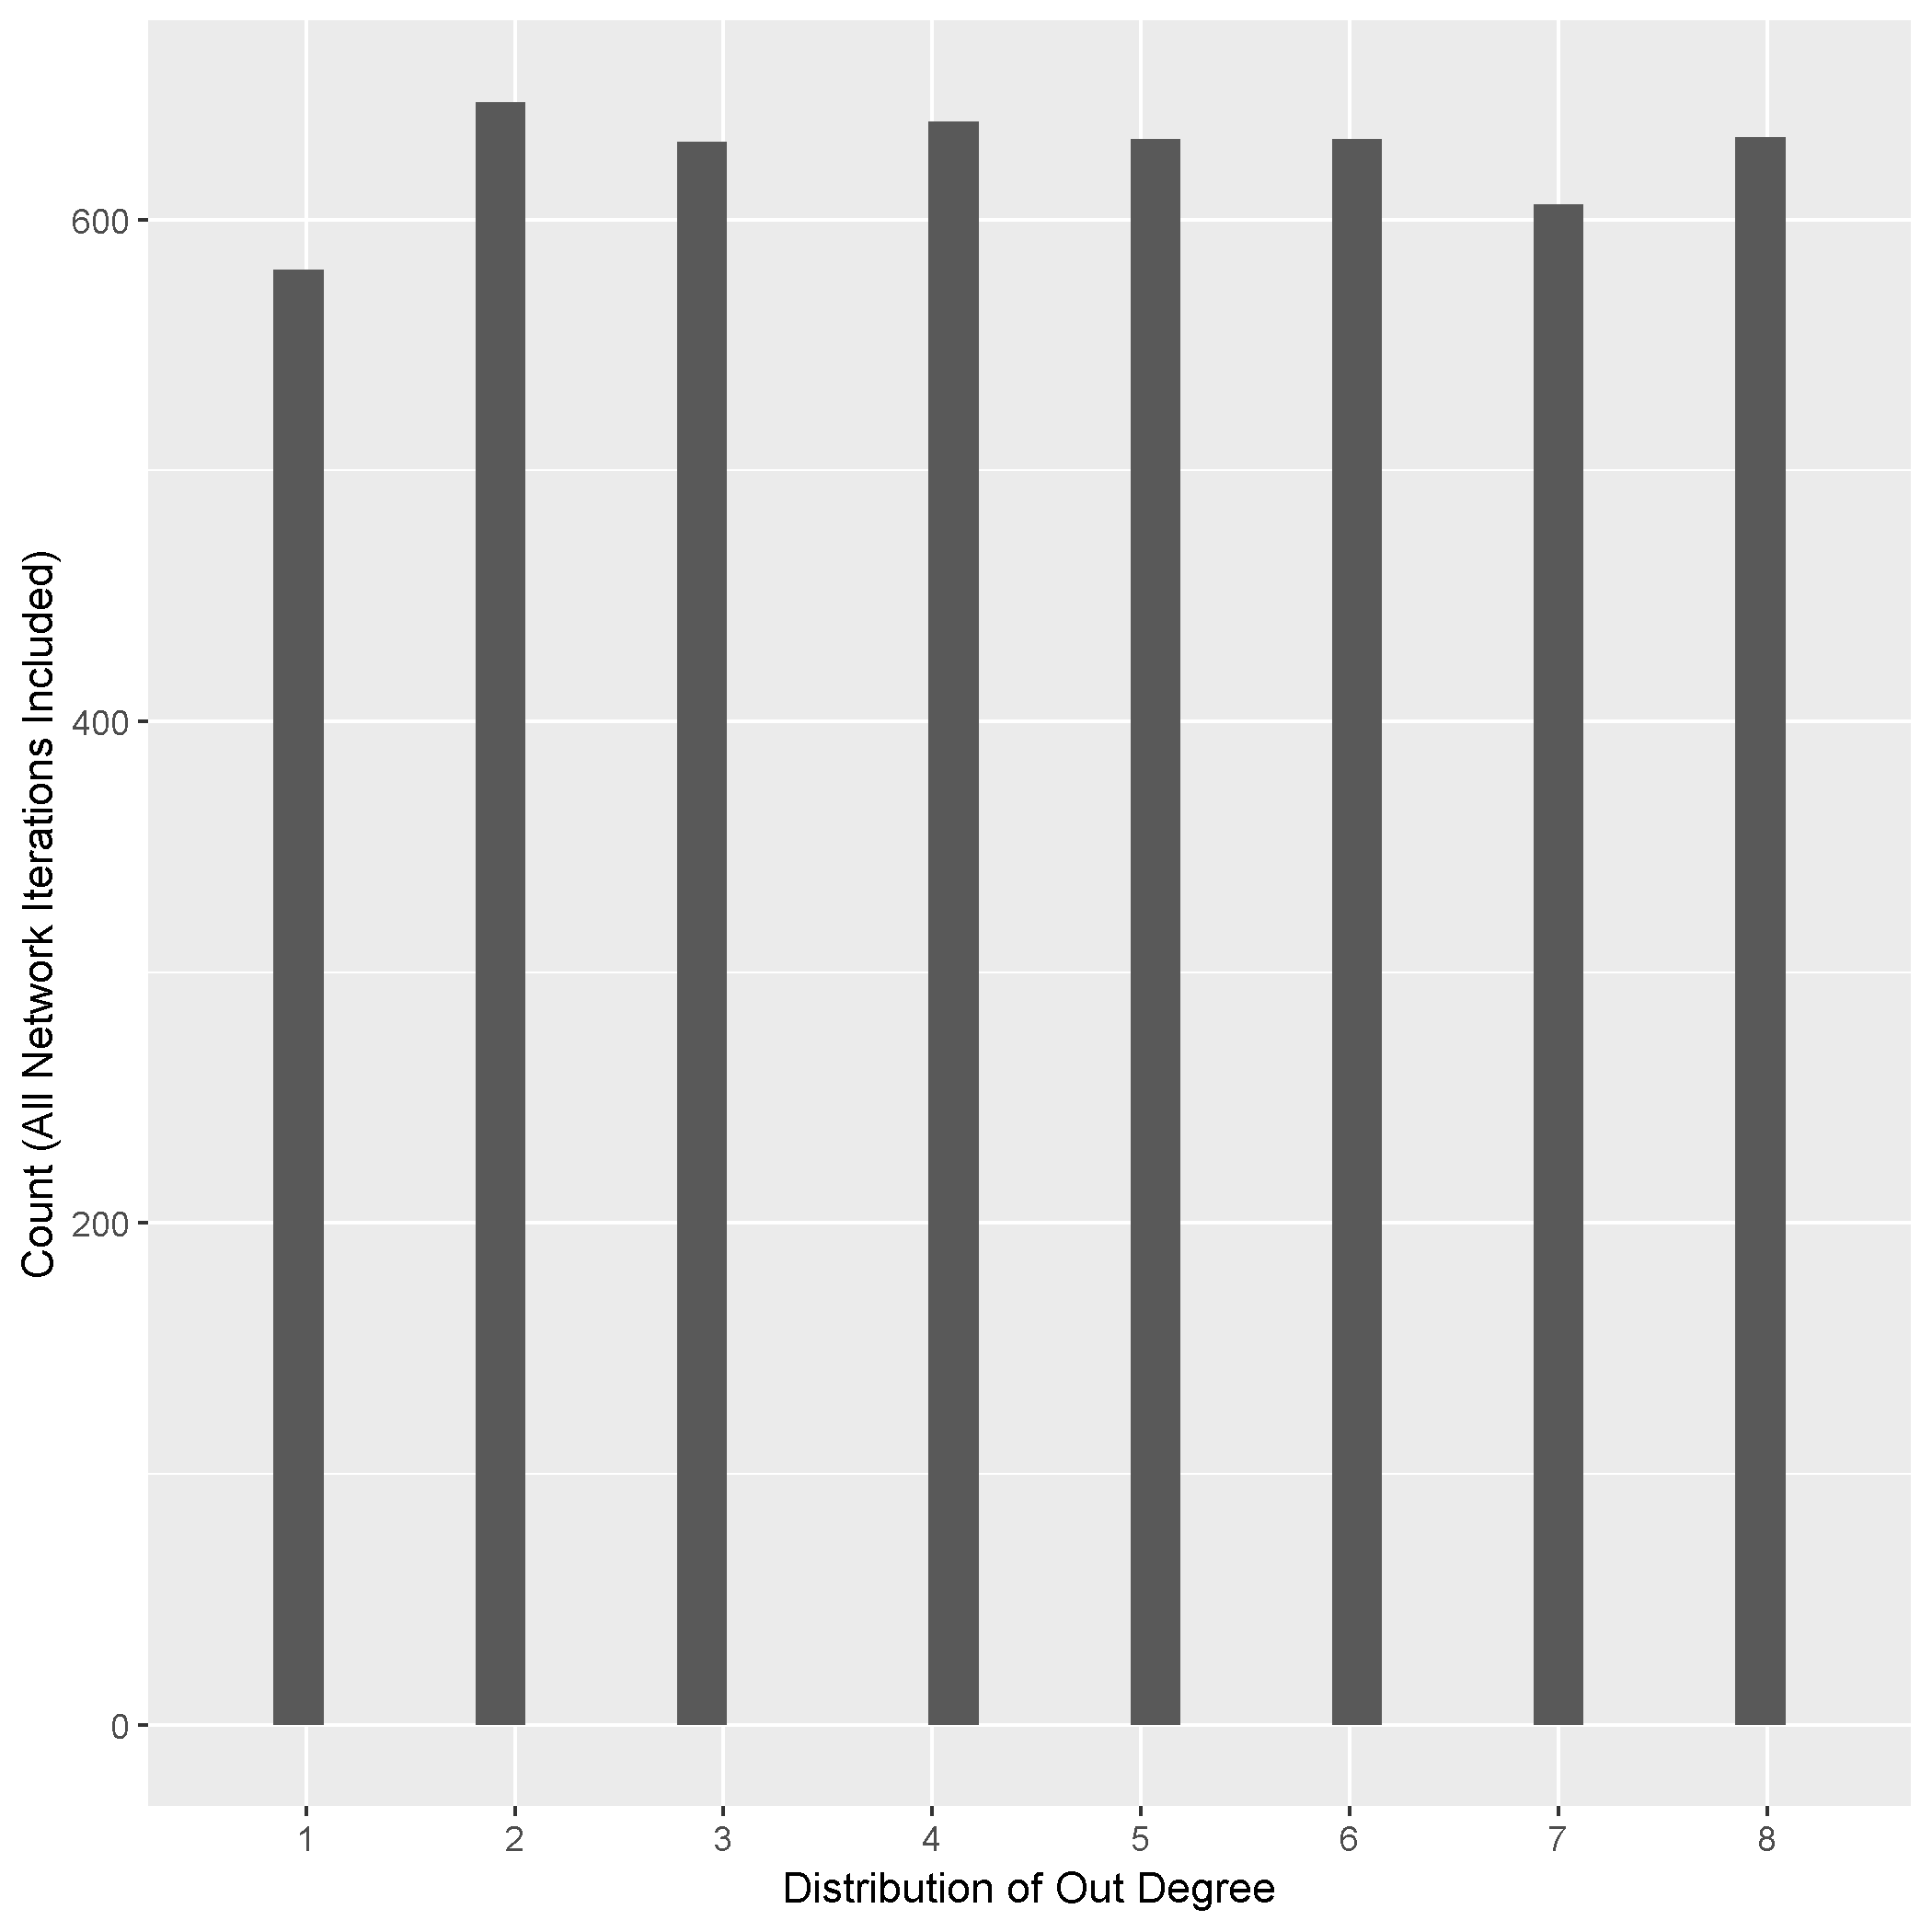 Count (All Network Iterations Included)
600
400
200
0
1 2 3 4 5 6 7 8
Distribution of Out Degree